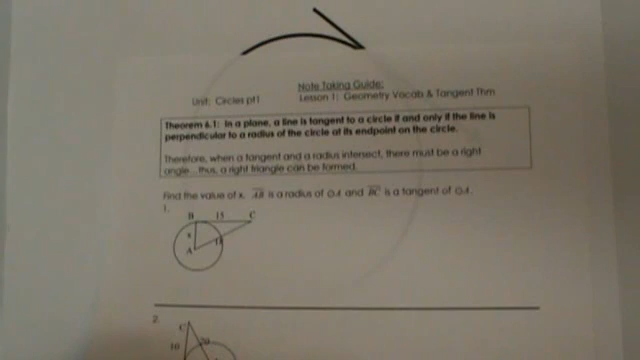 Note Taking Guide:
Unit: Circles pt1 Lesson 1: Geometry Vocab & Tangent Thm
Theorem 6.1: In a plane, a line is tangent to a circle if and only if the line is
perpendicular to a radius of the circle at its endpoint on the circle.
Therefore, when a tangent and a radius intersect, there must be a right
angle...thus, a right triangle can be formed.
Find the value of x. AB is a radius of ⊙A and BC is a tangent of ⊙A.
1.
B 15 C
x
A
2.
C
10 20